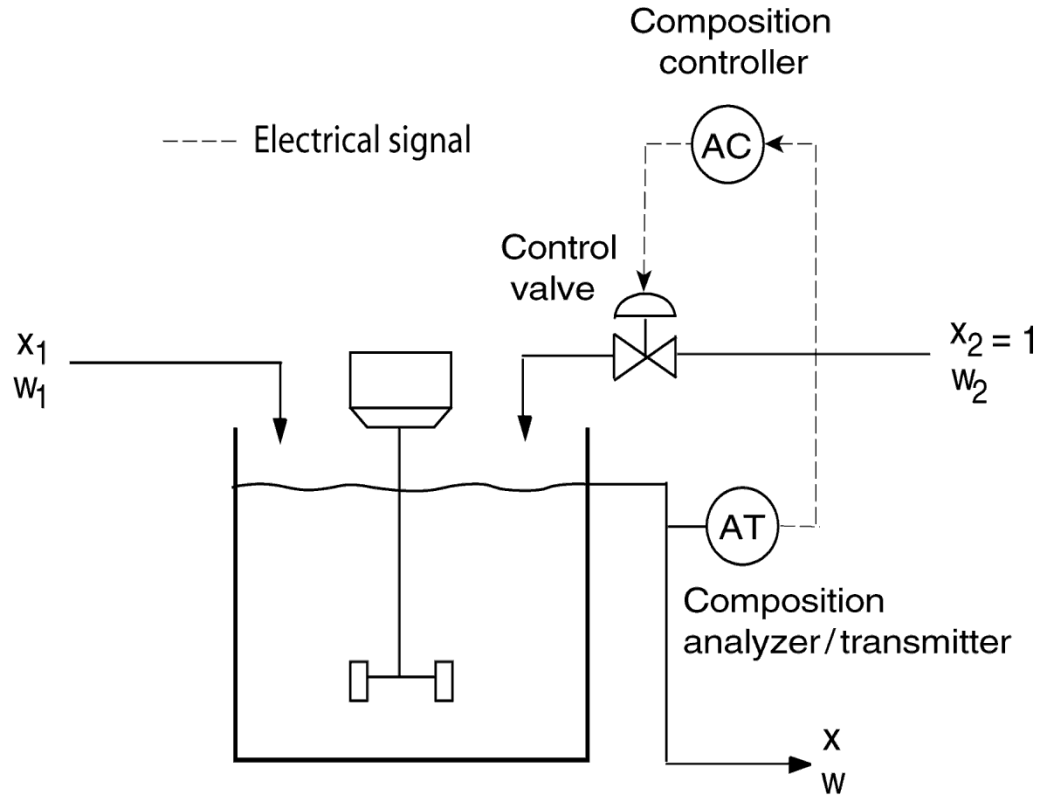 Composition
controller
Electrical signal
AC
Control
valve
x₁
w₁
x₂ = 1
w₂
AT
Composition
analyzer/transmitter
x
w